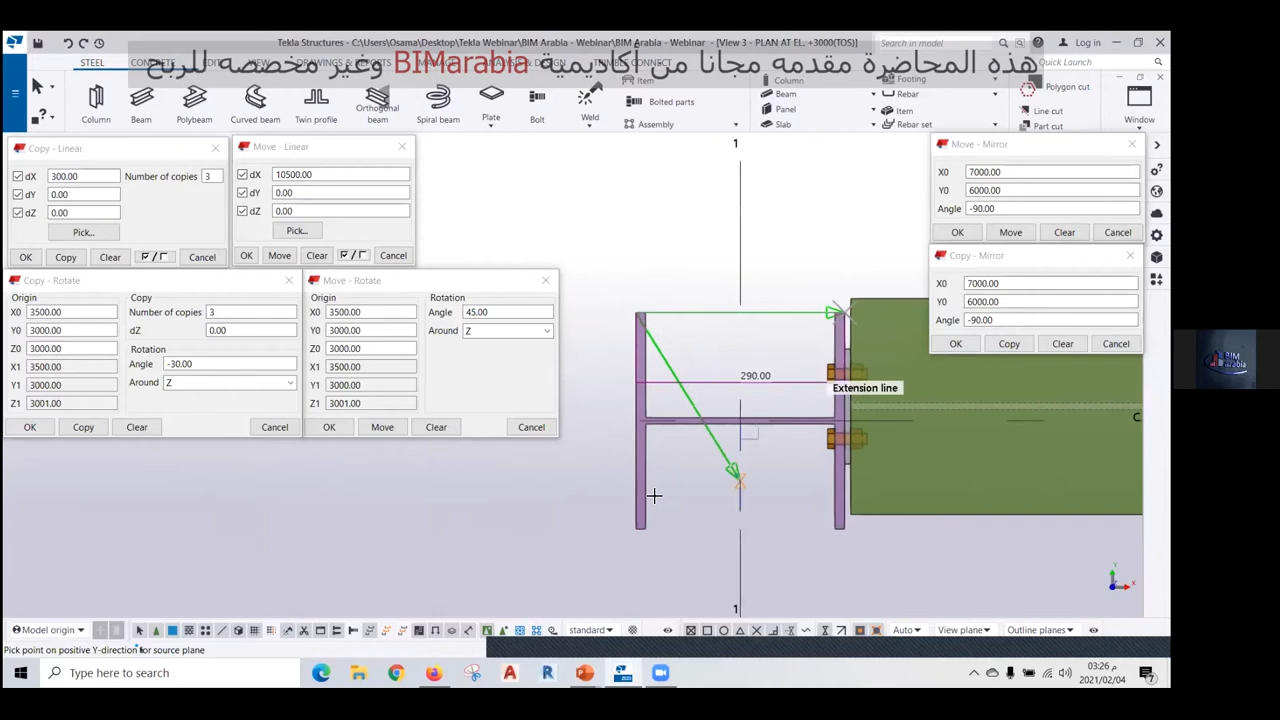 Tekla Structures - C:\Users\Osama\Desktop\Tekla Webinar\BIM Arabia - Webinar\BIM Arabia - Webinar - [View 3 - PLAN AT EL. +3000(TOS)]
Search in model
Log in
هذه المحاضرة مقدمه مجاناً من أكاديمية BIMarabia وغير مخصصه للربح
STEEL
Quick Launch
Column
Beam
Polybeam
Curved beam
Twin profile
Orthogonal beam
Spiral beam
Plate
Bolt
Weld
Item
Bolted parts
Assembly
Column
Beam
Panel
Slab
Footing
Rebar
Item
Rebar set
Polygon cut
Line cut
Part cut
Window
Copy - Linear
dX 300.00 Number of copies 3
dY 0.00
dZ 0.00
Pick...
OK Copy Clear Cancel
Move - Linear
dX 10500.00
dY 0.00
dZ 0.00
Pick...
OK Move Clear Cancel
Move - Mirror
X0 7000.00
Y0 6000.00
Angle -90.00
OK Move Clear Cancel
Copy - Mirror
X0 7000.00
Y0 6000.00
Angle -90.00
OK Copy Clear Cancel
Copy - Rotate
Origin Copy
X0 3500.00 Number of copies 3
Y0 3000.00 dZ 0.00
Z0 3000.00 Rotation
X1 3500.00 Angle -30.00
Y1 3000.00 Around Z
Z1 3001.00
OK Copy Clear Cancel
Move - Rotate
Origin Rotation
X0 3500.00 Angle 45.00
Y0 3000.00 Around Z
Z0 3000.00
X1 3500.00
Y1 3000.00
Z1 3001.00
OK Move Clear Cancel
1
290.00
Extension line
C
1
BIM
arabia
Model origin
standard
Auto
View plane
Outline planes
Pick point on positive Y-direction for source plane
Type here to search
03:26 م
2021/02/04
7